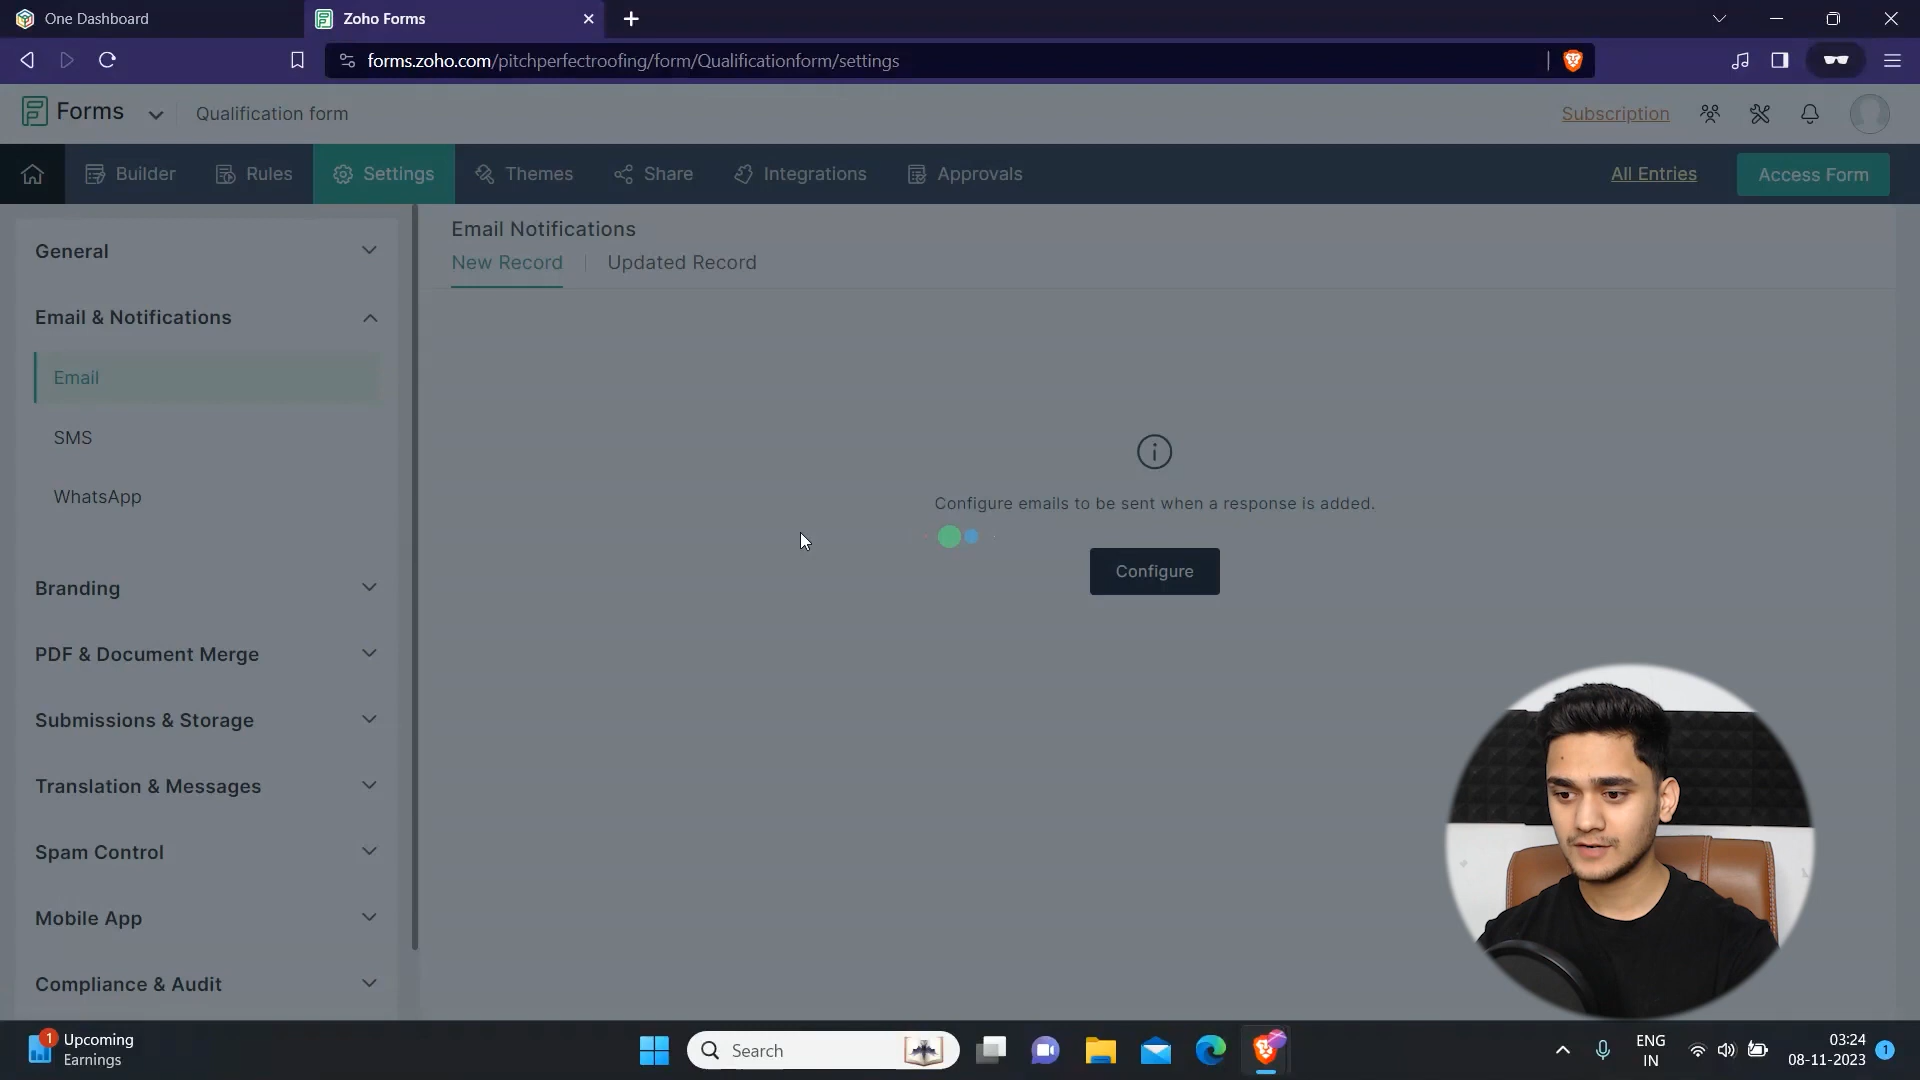 One Dashboard
Zoho Forms
forms.zoho.com/pitchperfectroofing/form/Qualificationform/settings
Forms
Qualification form
Subscription
Builder
Rules
Settings
Themes
Share
Integrations
Approvals
All Entries
Access Form
General
Email & Notifications
Email
SMS
WhatsApp
Branding
PDF & Document Merge
Submissions & Storage
Translation & Messages
Spam Control
Mobile App
Compliance & Audit
Email Notifications
New Record
Updated Record
Configure emails to be sent when a response is added.
Configure
1
Upcoming
Earnings
Search
ENG
IN
03:24
08-11-2023
1